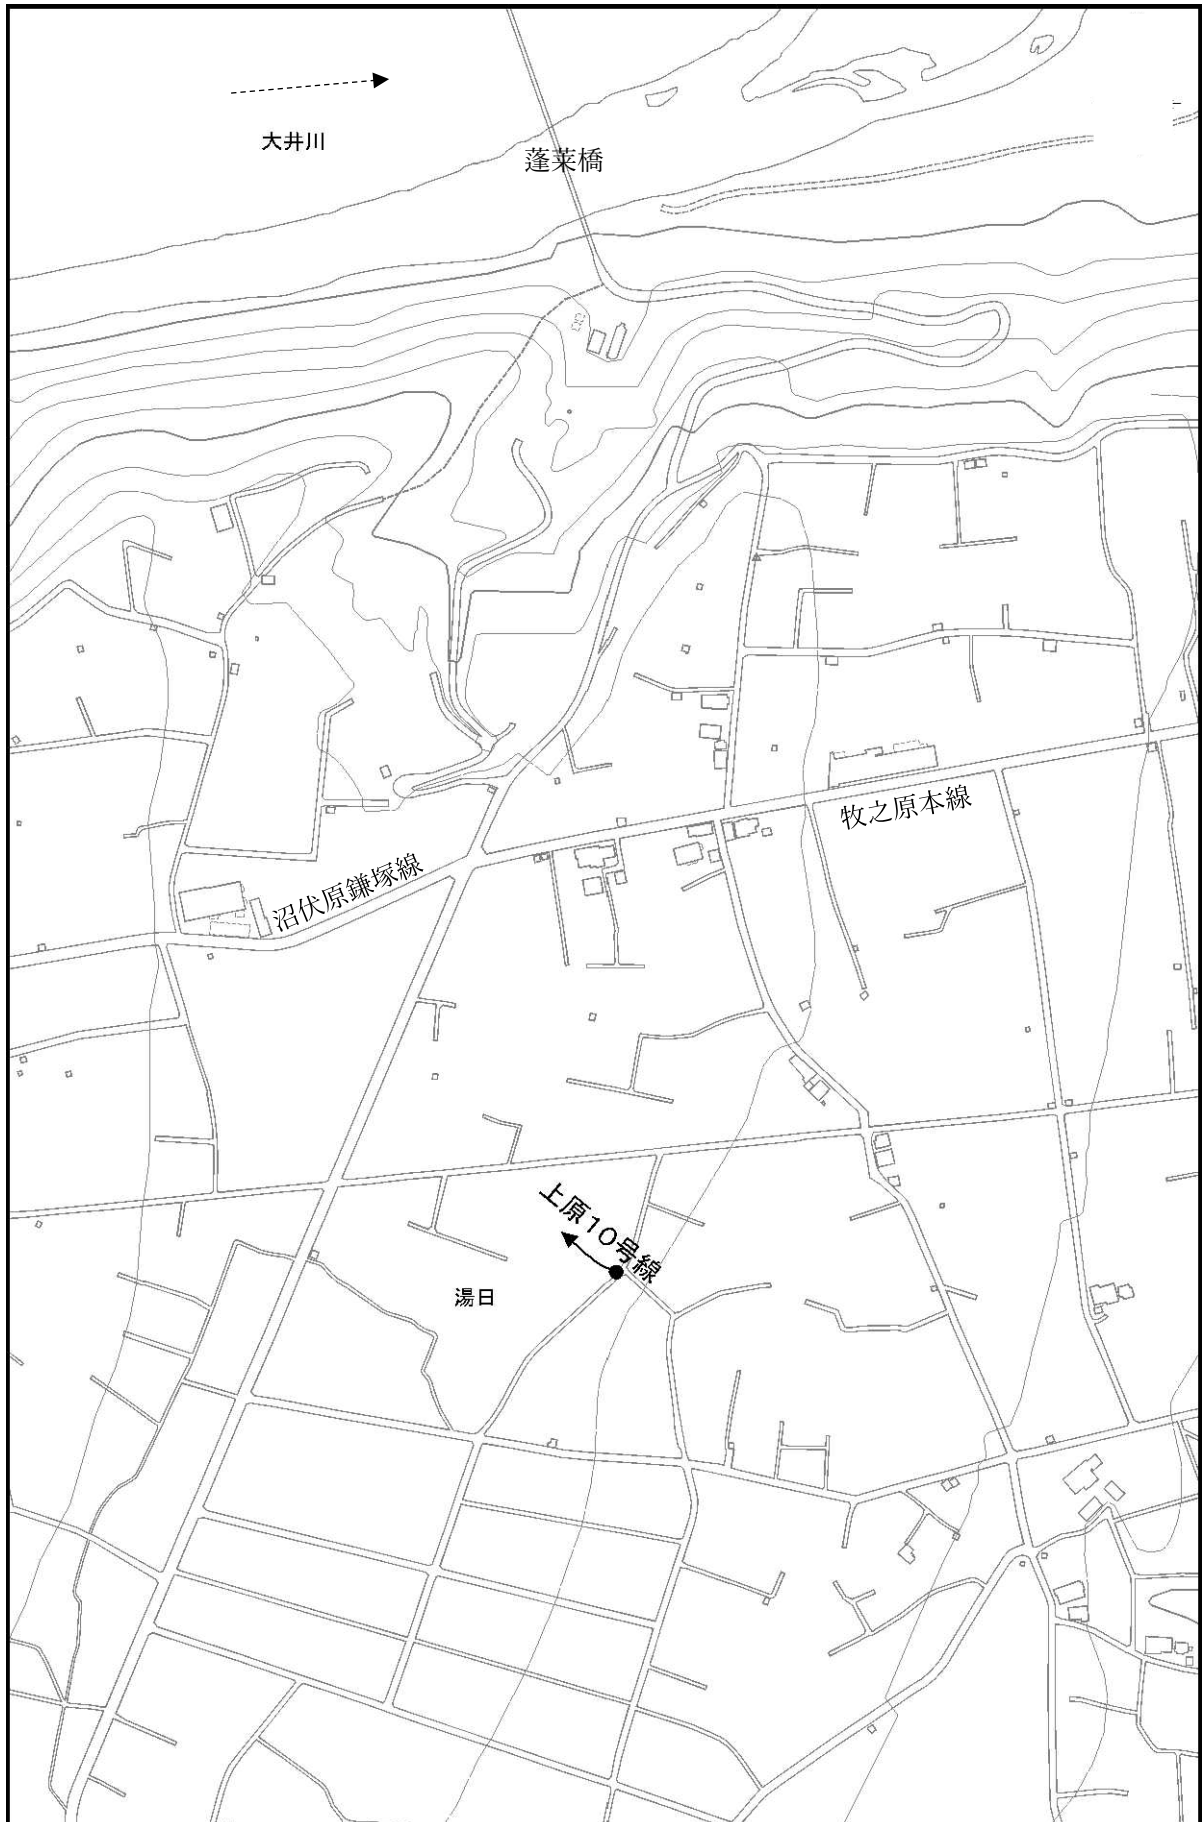 大井川
蓬莱橋
牧之原本線
沼伏原鎌塚線
上原10号線
湯日